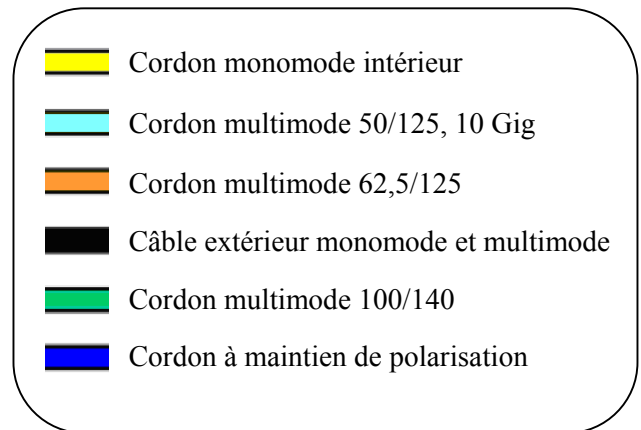 Cordon monomode intérieur
Cordon multimode 50/125, 10 Gig
Cordon multimode 62,5/125
Câble extérieur monomode et multimode
Cordon multimode 100/140
Cordon à maintien de polarisation